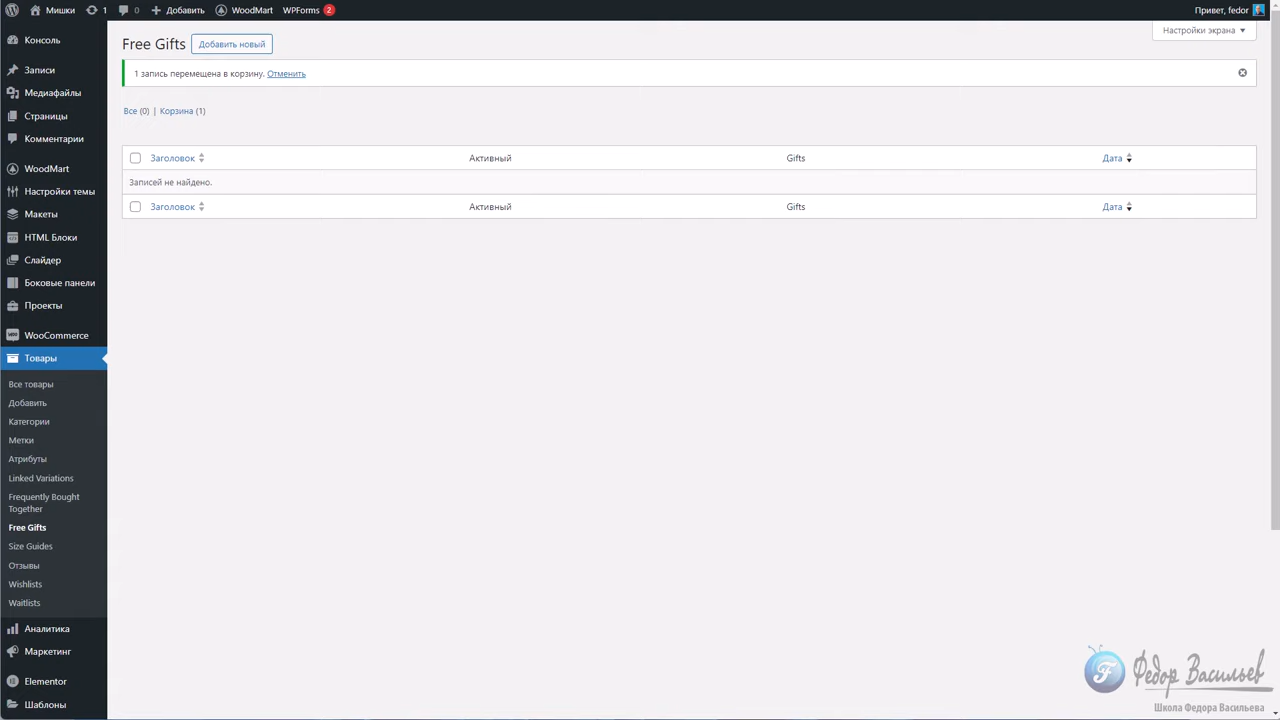 Мишки 1 0 Добавить WoodMart WPForms 2 Привет, fedor
Консоль
Записи
Медиафайлы
Страницы
Комментарии
WoodMart
Настройки темы
Макеты
HTML Блоки
Слайдер
Боковые панели
Проекты
WooCommerce
Товары
Все товары
Добавить
Категории
Метки
Атрибуты
Linked Variations
Frequently Bought
Together
Free Gifts
Size Guides
Отзывы
Wishlists
Waitlists
Аналитика
Маркетинг
Elementor
Шаблоны
Настройки экрана
Free Gifts Добавить новый
1 запись перемещена в корзину. Отменить
Все (0) | Корзина (1)
Заголовок Активный Gifts Дата
Записей не найдено.
Заголовок Активный Gifts Дата
Федор Васильев
Школа Федора Васильева